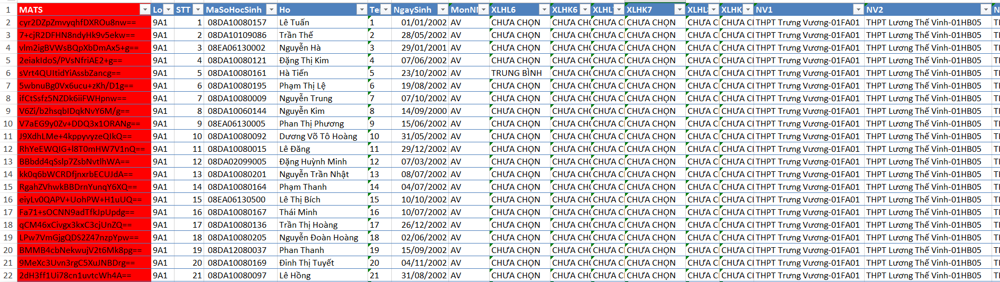 MATS Lo STT MaSoHocSinh Ho Te NgaySinh MonN XLHL6 XLHK6 XLHL XLHK7 XLHL XLHK NV1 NV2 N
2 cyr2DZpZmvyqhfDXROu8nw== 9A1 1 08DA10080157 Lê Tuấn 1 01/01/2002 AV CHƯA CHỌN CHƯA CHỌ CHƯA C CHƯA CHỌN CHƯA C CHƯA C THPT Trưng Vương-01FA01 THPT Lương Thế Vinh-01HB05 T
3 7+cjR2DFHN8ndyHk9v5ekw== 9A1 2 08DA10109086 Trần Thế 2 28/05/2002 AV CHƯA CHỌN CHƯA CHỌ CHƯA C CHƯA CHỌN CHƯA C CHƯA C THPT Trưng Vương-01FA01 THPT Lương Thế Vinh-01HB05 T
4 vlm2igBVWsBQpXbDmAx5+g== 9A1 3 08EA06130002 Nguyễn Hà 3 29/01/2001 AV CHƯA CHỌN CHƯA CHỌ CHƯA C CHƯA CHỌN CHƯA C CHƯA C THPT Trưng Vương-01FA01 THPT Lương Thế Vinh-01HB05 T
5 2eiakIdoS/PVsNfriAE2+g== 9A1 4 08DA10080121 Đặng Thị Kim 4 07/06/2002 AV CHƯA CHỌN CHƯA CHỌ CHƯA C CHƯA CHỌN CHƯA C CHƯA C THPT Trưng Vương-01FA01 THPT Lương Thế Vinh-01HB05 T
6 sVrt4QUItidYiAssbZancg== 9A1 5 08DA10080161 Hà Tiến 5 23/10/2002 AV TRUNG BÌNH CHƯA CHỌ CHƯA C CHƯA CHỌN CHƯA C CHƯA C THPT Trưng Vương-01FA01 THPT Lương Thế Vinh-01HB05 T
7 5wbnuBg0Vx6ucu+zKh/D1g== 9A1 6 08DA10080195 Phạm Thị Lệ 6 19/08/2002 AV CHƯA CHỌN CHƯA CHỌ CHƯA C CHƯA CHỌN CHƯA C CHƯA C THPT Trưng Vương-01FA01 THPT Lương Thế Vinh-01HB05 T
8 ifCtSsfz5NZDk6iiFWHpnw== 9A1 7 08DA10080009 Nguyễn Trung 7 07/10/2002 AV CHƯA CHỌN CHƯA CHỌ CHƯA C CHƯA CHỌN CHƯA C CHƯA C THPT Trưng Vương-01FA01 THPT Lương Thế Vinh-01HB05 T
9 V6Zi/b2hsqbIDqkNvY6M/g== 9A1 8 08DA10060144 Nguyễn Kim 8 14/09/2000 AV CHƯA CHỌN CHƯA CHỌ CHƯA C CHƯA CHỌN CHƯA C CHƯA C THPT Trưng Vương-01FA01 THPT Lương Thế Vinh-01HB05 T
10 V7aEG9y0Zv+DDQ3x1ORANg== 9A1 9 08EA06130005 Phan Thị Phương 9 15/06/2002 AV CHƯA CHỌN CHƯA CHỌ CHƯA C CHƯA CHỌN CHƯA C CHƯA C THPT Trưng Vương-01FA01 THPT Lương Thế Vinh-01HB05 T
11 J9XdhLMe+4kppyvyzeQIkQ== 9A1 10 08DA10080092 Dương Võ Tô Hoàng 10 31/05/2002 AV CHƯA CHỌN CHƯA CHỌ CHƯA C CHƯA CHỌN CHƯA C CHƯA C THPT Trưng Vương-01FA01 THPT Lương Thế Vinh-01HB05 T
12 RhYeEWQIG+l8T0mHW7V1nQ== 9A1 11 08DA10080015 Lê Đăng 11 29/12/2002 AV CHƯA CHỌN CHƯA CHỌ CHƯA C CHƯA CHỌN CHƯA C CHƯA C THPT Trưng Vương-01FA01 THPT Lương Thế Vinh-01HB05 T
13 BBbdd4qSslp7ZsbNvtlhWA== 9A1 12 08DA02099005 Đặng Huỳnh Minh 12 07/03/2002 AV CHƯA CHỌN CHƯA CHỌ CHƯA C CHƯA CHỌN CHƯA C CHƯA C THPT Trưng Vương-01FA01 THPT Lương Thế Vinh-01HB05 T
14 kk0q6bWCRDfjnxrbECUJdA== 9A1 13 08DA10080201 Nguyễn Trần Nhật 13 08/07/2002 AV CHƯA CHỌN CHƯA CHỌ CHƯA C CHƯA CHỌN CHƯA C CHƯA C THPT Trưng Vương-01FA01 THPT Lương Thế Vinh-01HB05 T
15 RgahZVhwkBBDrnYunqY6XQ== 9A1 14 08DA10080164 Phạm Thanh 14 04/07/2002 AV CHƯA CHỌN CHƯA CHỌ CHƯA C CHƯA CHỌN CHƯA C CHƯA C THPT Trưng Vương-01FA01 THPT Lương Thế Vinh-01HB05 T
16 eiyLv0QAPV+UohPW+H1uUQ== 9A1 15 08EA06130500 Lê Thị Bích 15 10/10/2002 AV CHƯA CHỌN CHƯA CHỌ CHƯA C CHƯA CHỌN CHƯA C CHƯA C THPT Trưng Vương-01FA01 THPT Lương Thế Vinh-01HB05 T
17 Fa71+sOCNN9adTfkJpUpdg== 9A1 16 08DA10080167 Thái Minh 16 10/07/2002 AV CHƯA CHỌN CHƯA CHỌ CHƯA C CHƯA CHỌN CHƯA C CHƯA C THPT Trưng Vương-01FA01 THPT Lương Thế Vinh-01HB05 T
18 qCM46xCivgx3kxC3cjUnZQ== 9A1 17 08DA10080136 Trần Thị Hoàng 17 26/12/2002 AV CHƯA CHỌN CHƯA CHỌ CHƯA C CHƯA CHỌN CHƯA C CHƯA C THPT Trưng Vương-01FA01 THPT Lương Thế Vinh-01HB05 T
19 LPw7VmGjgQDS2Z47nzpYpw== 9A1 18 08DA10080205 Nguyễn Đoàn Hoàng 18 02/06/2002 AV CHƯA CHỌN CHƯA CHỌ CHƯA C CHƯA CHỌN CHƯA C CHƯA C THPT Trưng Vương-01FA01 THPT Lương Thế Vinh-01HB05 T
20 BMMB4cbNekwujV2t6Mk8pg== 9A1 19 08DA12080037 Phan Thanh 19 15/09/2002 AV CHƯA CHỌN CHƯA CHỌ CHƯA C CHƯA CHỌN CHƯA C CHƯA C THPT Trưng Vương-01FA01 THPT Lương Thế Vinh-01HB05 T
21 9MeXc3Uvn3rgC5XuJNBDrg== 9A1 20 08DA10080169 Đinh Thị Tuyết 20 04/11/2002 AV CHƯA CHỌN CHƯA CHỌ CHƯA C CHƯA CHỌN CHƯA C CHƯA C THPT Trưng Vương-01FA01 THPT Lương Thế Vinh-01HB05 T
22 2dH3ff1Ui78cn1uvtcWh4A== 9A1 21 08DA10080097 Lê Hồng 21 31/08/2002 AV CHƯA CHỌN CHƯA CHỌ CHƯA C CHƯA CHỌN CHƯA C CHƯA C THPT Trưng Vương-01FA01 THPT Lương Thế Vinh-01HB05 T